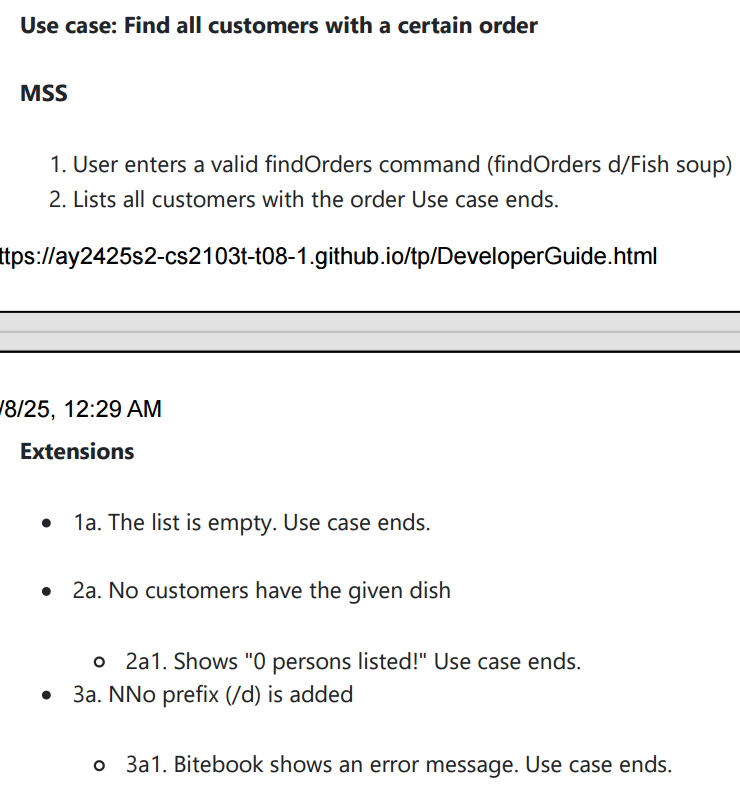 Use case: Find all customers with a certain order
MSS
1. User enters a valid findOrders command (findOrders d/Fish soup)
2. Lists all customers with the order Use case ends.
ttps://ay2425s2-cs2103t-t08-1.github.io/tp/DeveloperGuide.html
/8/25, 12:29 AM
Extensions
• 1a. The list is empty. Use case ends.
• 2a. No customers have the given dish
○ 2a1. Shows "0 persons listed!" Use case ends.
• 3a. NNo prefix (/d) is added
○ 3a1. Bitebook shows an error message. Use case ends.